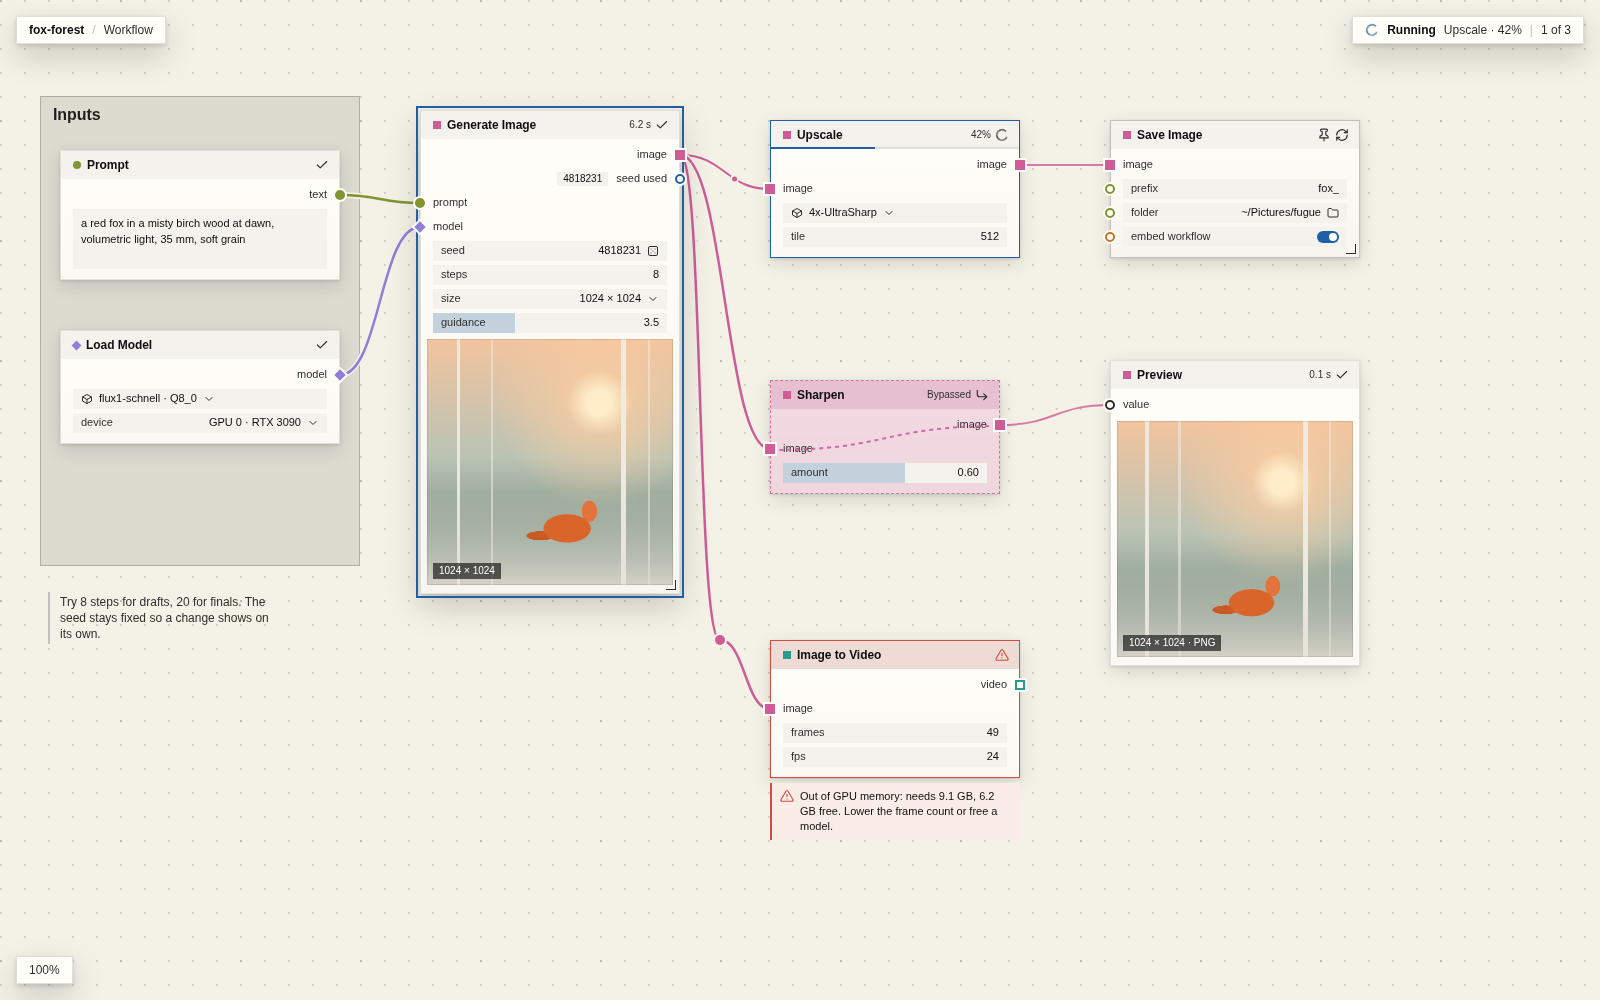 fox-forest / Workflow
Running Upscale · 42% | 1 of 3
Inputs
Prompt
text
a red fox in a misty birch wood at dawn,
volumetric light, 35 mm, soft grain
Load Model
model
flux1-schnell · Q8_0
device GPU 0 · RTX 3090
Try 8 steps for drafts, 20 for finals. The
seed stays fixed so a change shows on
its own.
Generate Image 6.2 s
image
4818231 seed used
prompt
model
seed 4818231
steps 8
size 1024 × 1024
guidance 3.5
1024 × 1024
Upscale 42%
image
image
4x-UltraSharp
tile 512
Sharpen Bypassed
image
image
amount 0.60
Image to Video
video
image
frames 49
fps 24
Out of GPU memory: needs 9.1 GB, 6.2
GB free. Lower the frame count or free a
model.
Save Image
image
prefix fox_
folder ~/Pictures/fugue
embed workflow
Preview 0.1 s
value
1024 × 1024 · PNG
100%